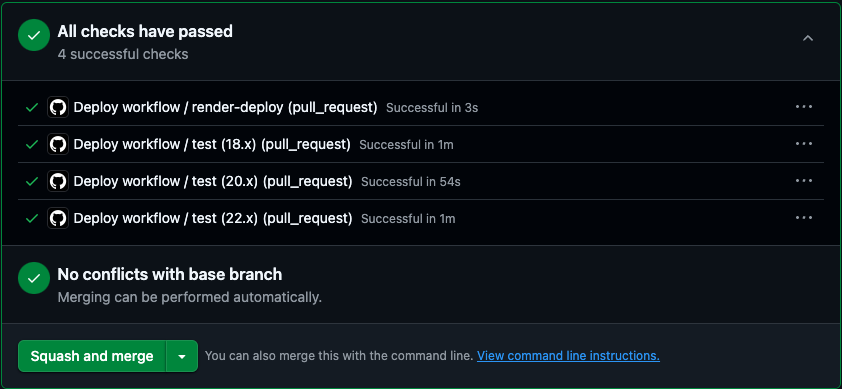 All checks have passed
4 successful checks
Deploy workflow / render-deploy (pull_request) Successful in 3s
Deploy workflow / test (18.x) (pull_request) Successful in 1m
Deploy workflow / test (20.x) (pull_request) Successful in 54s
Deploy workflow / test (22.x) (pull_request) Successful in 1m
No conflicts with base branch
Merging can be performed automatically.
Squash and merge You can also merge this with the command line. View command line instructions.